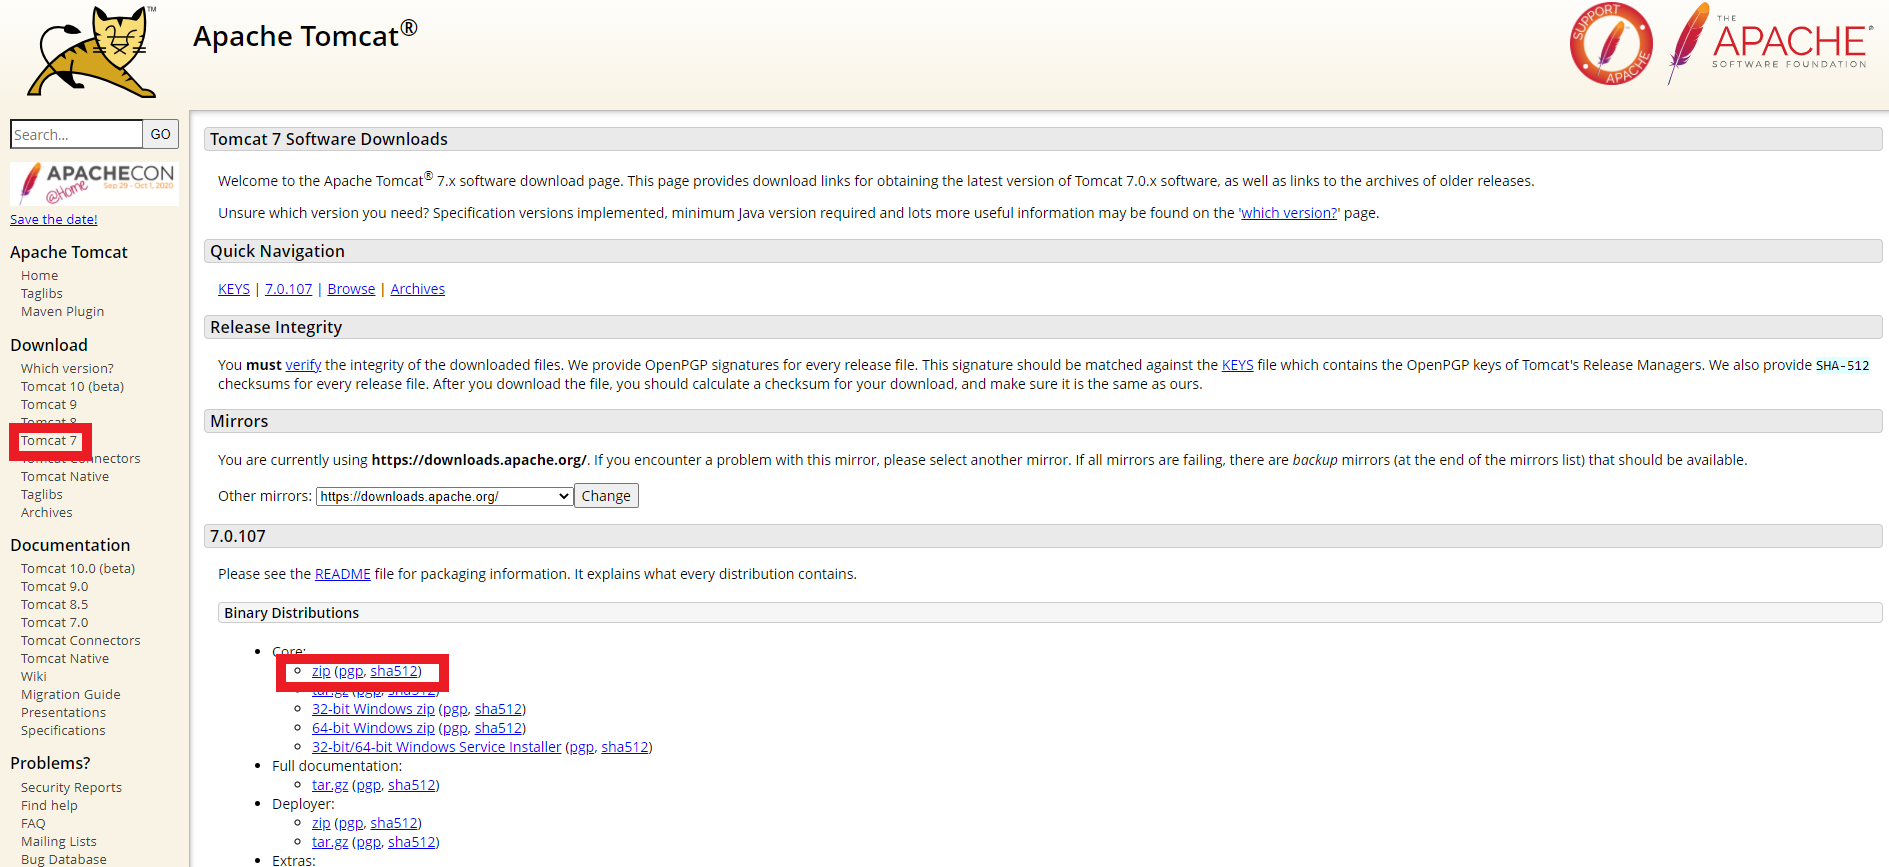 TM
Apache Tomcat®
SUPPORT APACHE
THE
APACHE®
SOFTWARE FOUNDATION
Search... GO
APACHECON
@Home Sep 29 - Oct 1, 2020
Save the date!
Apache Tomcat
Home
Taglibs
Maven Plugin
Download
Which version?
Tomcat 10 (beta)
Tomcat 9
Tomcat 8
Tomcat 7
Tomcat Connectors
Tomcat Native
Taglibs
Archives
Documentation
Tomcat 10.0 (beta)
Tomcat 9.0
Tomcat 8.5
Tomcat 7.0
Tomcat Connectors
Tomcat Native
Wiki
Migration Guide
Presentations
Specifications
Problems?
Security Reports
Find help
FAQ
Mailing Lists
Bug Database
Tomcat 7 Software Downloads
Welcome to the Apache Tomcat® 7.x software download page. This page provides download links for obtaining the latest version of Tomcat 7.0.x software, as well as links to the archives of older releases.
Unsure which version you need? Specification versions implemented, minimum Java version required and lots more useful information may be found on the 'which version?' page.
Quick Navigation
KEYS | 7.0.107 | Browse | Archives
Release Integrity
You must verify the integrity of the downloaded files. We provide OpenPGP signatures for every release file. This signature should be matched against the KEYS file which contains the OpenPGP keys of Tomcat's Release Managers. We also provide SHA-512
checksums for every release file. After you download the file, you should calculate a checksum for your download, and make sure it is the same as ours.
Mirrors
You are currently using https://downloads.apache.org/. If you encounter a problem with this mirror, please select another mirror. If all mirrors are failing, there are backup mirrors (at the end of the mirrors list) that should be available.
Other mirrors: https://downloads.apache.org/ Change
7.0.107
Please see the README file for packaging information. It explains what every distribution contains.
Binary Distributions
Core:
zip (pgp, sha512)
tar.gz (pgp, sha512)
32-bit Windows zip (pgp, sha512)
64-bit Windows zip (pgp, sha512)
32-bit/64-bit Windows Service Installer (pgp, sha512)
Full documentation:
tar.gz (pgp, sha512)
Deployer:
zip (pgp, sha512)
tar.gz (pgp, sha512)
Extras: